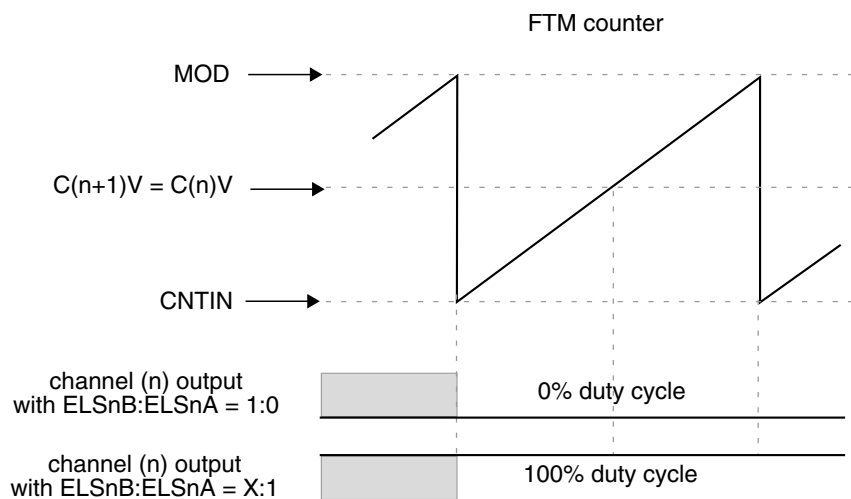 FTM counter
MOD
C(n+1)V = C(n)V
CNTIN
channel (n) output
with ELSnB:ELSnA = 1:0
0% duty cycle
channel (n) output
with ELSnB:ELSnA = X:1
100% duty cycle